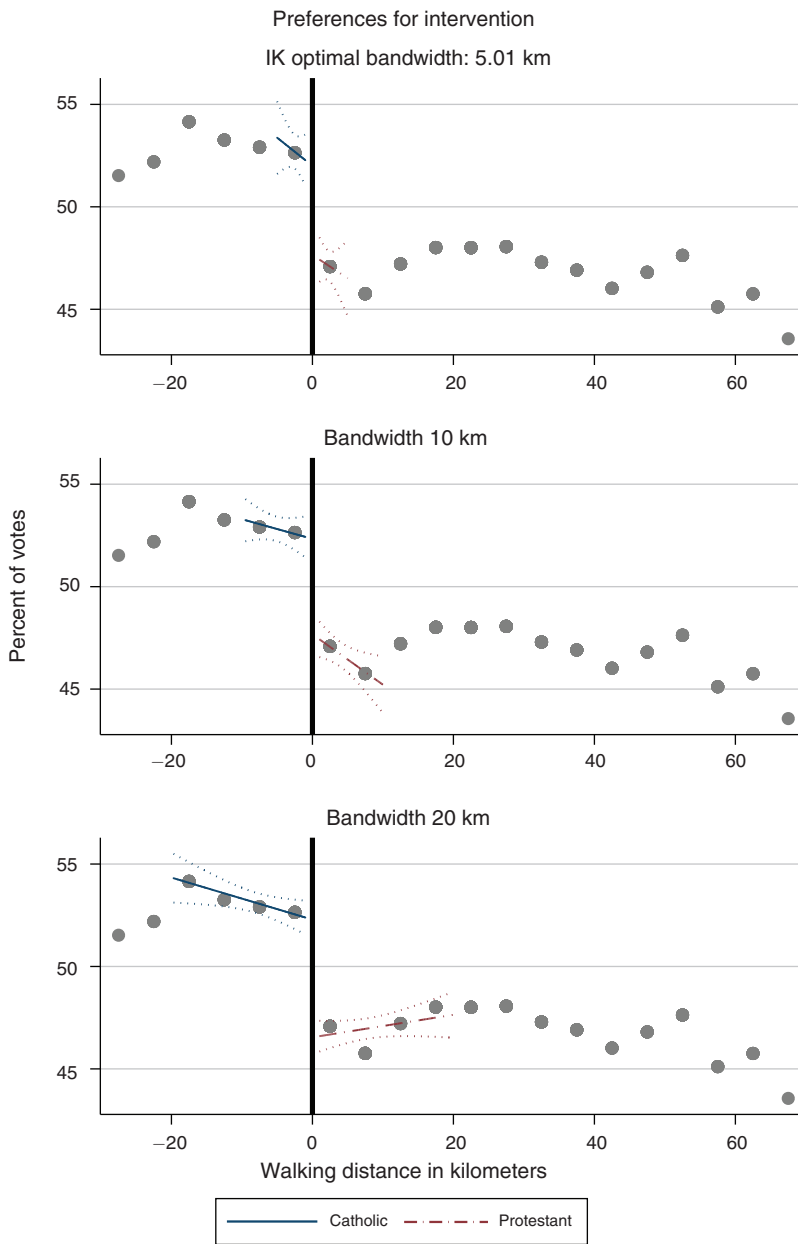 Preferences for intervention
IK optimal bandwidth: 5.01 km
55
50
45
−20 0 20 40 60
Bandwidth 10 km
55
50
45
−20 0 20 40 60
Percent of votes
Bandwidth 20 km
55
50
45
−20 0 20 40 60
Walking distance in kilometers
Catholic Protestant